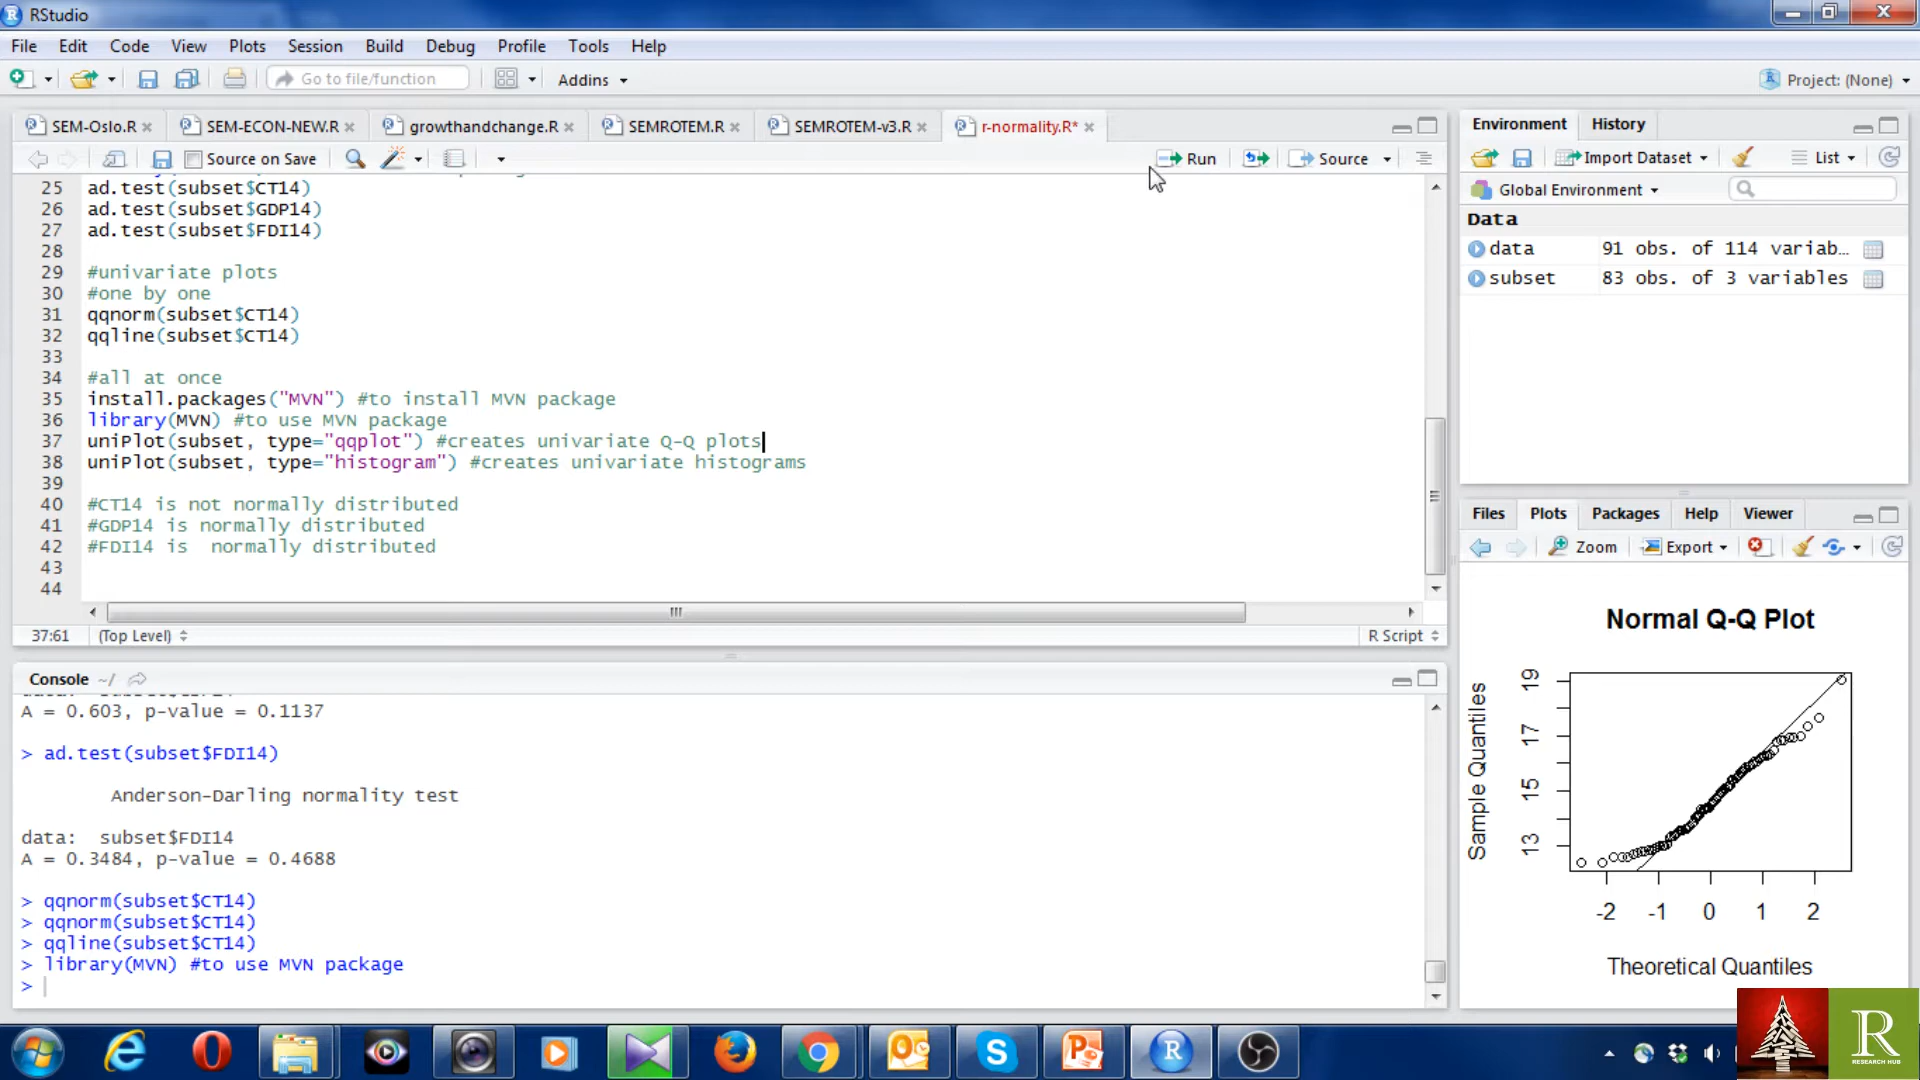 RStudio
File Edit Code View Plots Session Build Debug Profile Tools Help
Go to file/function Addins Project: (None)
SEM-Oslo.R SEM-ECON-NEW.R growthandchange.R SEMROTEM.R SEMROTEM-v3.R r-normality.R*
Source on Save Run Source
25 ad.test(subset$CT14)
26 ad.test(subset$GDP14)
27 ad.test(subset$FDI14)
28
29 #univariate plots
30 #one by one
31 qqnorm(subset$CT14)
32 qqline(subset$CT14)
33
34 #all at once
35 install.packages("MVN") #to install MVN package
36 library(MVN) #to use MVN package
37 uniPlot(subset, type="qqplot") #creates univariate Q-Q plots
38 uniPlot(subset, type="histogram") #creates univariate histograms
39
40 #CT14 is not normally distributed
41 #GDP14 is normally distributed
42 #FDI14 is  normally distributed
43
44
37:61 (Top Level) R Script
Console ~/
A = 0.603, p-value = 0.1137
> ad.test(subset$FDI14)
Anderson-Darling normality test
data:  subset$FDI14
A = 0.3484, p-value = 0.4688
> qqnorm(subset$CT14)
> qqnorm(subset$CT14)
> qqline(subset$CT14)
> library(MVN) #to use MVN package
>
Environment History
Import Dataset List
Global Environment
Data
data 91 obs. of 114 variab…
subset 83 obs. of 3 variables
Files Plots Packages Help Viewer
Zoom Export
Normal Q-Q Plot
Sample Quantiles
19
17
15
13
-2 -1 0 1 2
Theoretical Quantiles
R
RESEARCH HUB